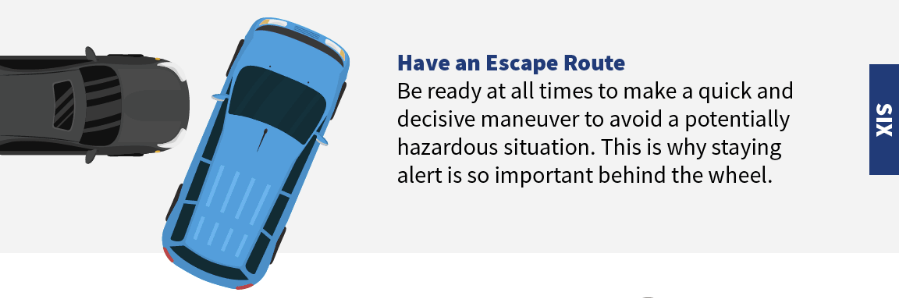 Have an Escape Route
Be ready at all times to make a quick and
decisive maneuver to avoid a potentially
hazardous situation. This is why staying
alert is so important behind the wheel.
SIX